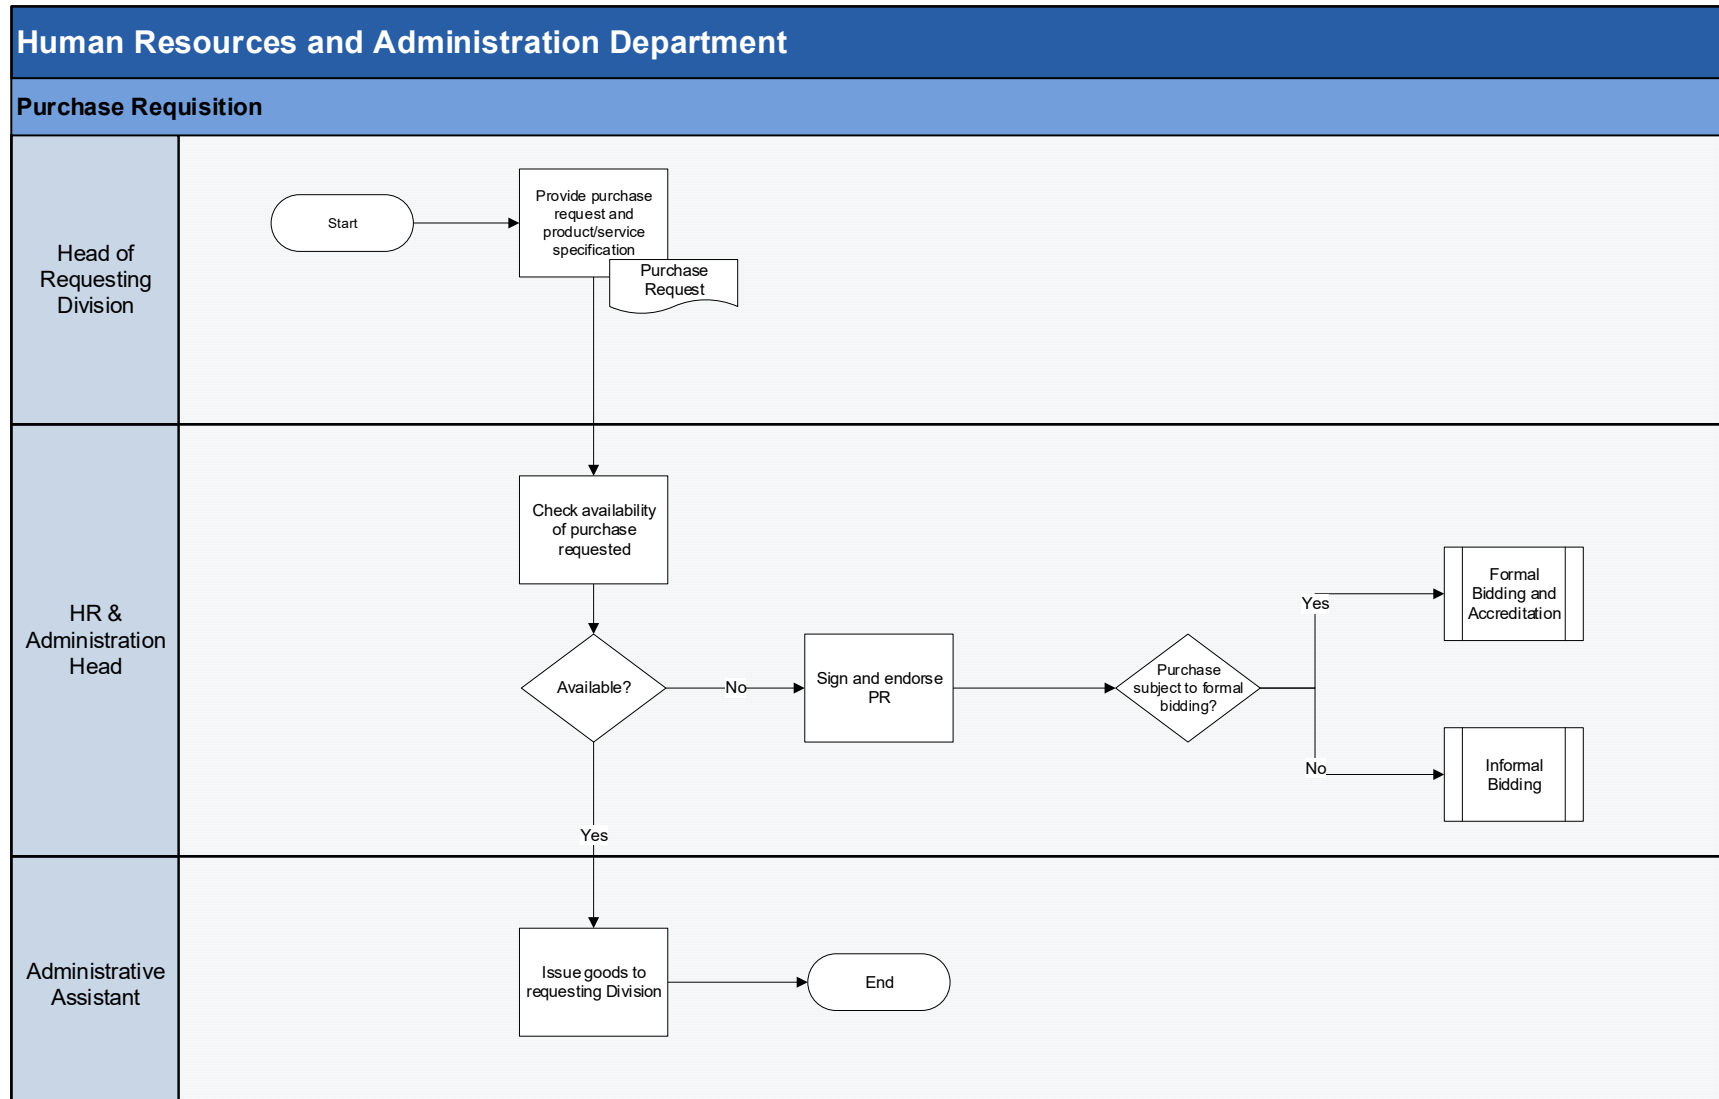 Human Resources and Administration Department
Purchase Requisition
Head of
Requesting
Division
Start
Provide purchase
request and
product/service
specification
Purchase
Request
HR &
Administration
Head
Check availability
of purchase
requested
Available?
No
Sign and endorse
PR
Purchase
subject to formal
bidding?
Yes
Formal
Bidding and
Accreditation
No
Informal
Bidding
Yes
Administrative
Assistant
Issue goods to
requesting Division
End